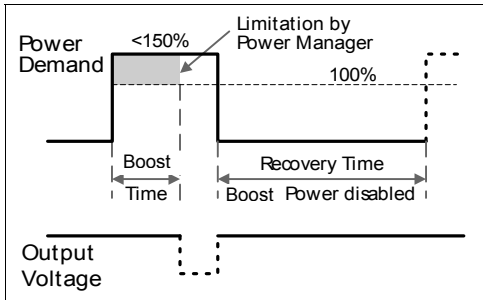 Limitation by
Power Manager
Power
Demand
<150%
100%
Boost
Time
Recovery Time
Boost Power disabled
Output
Voltage